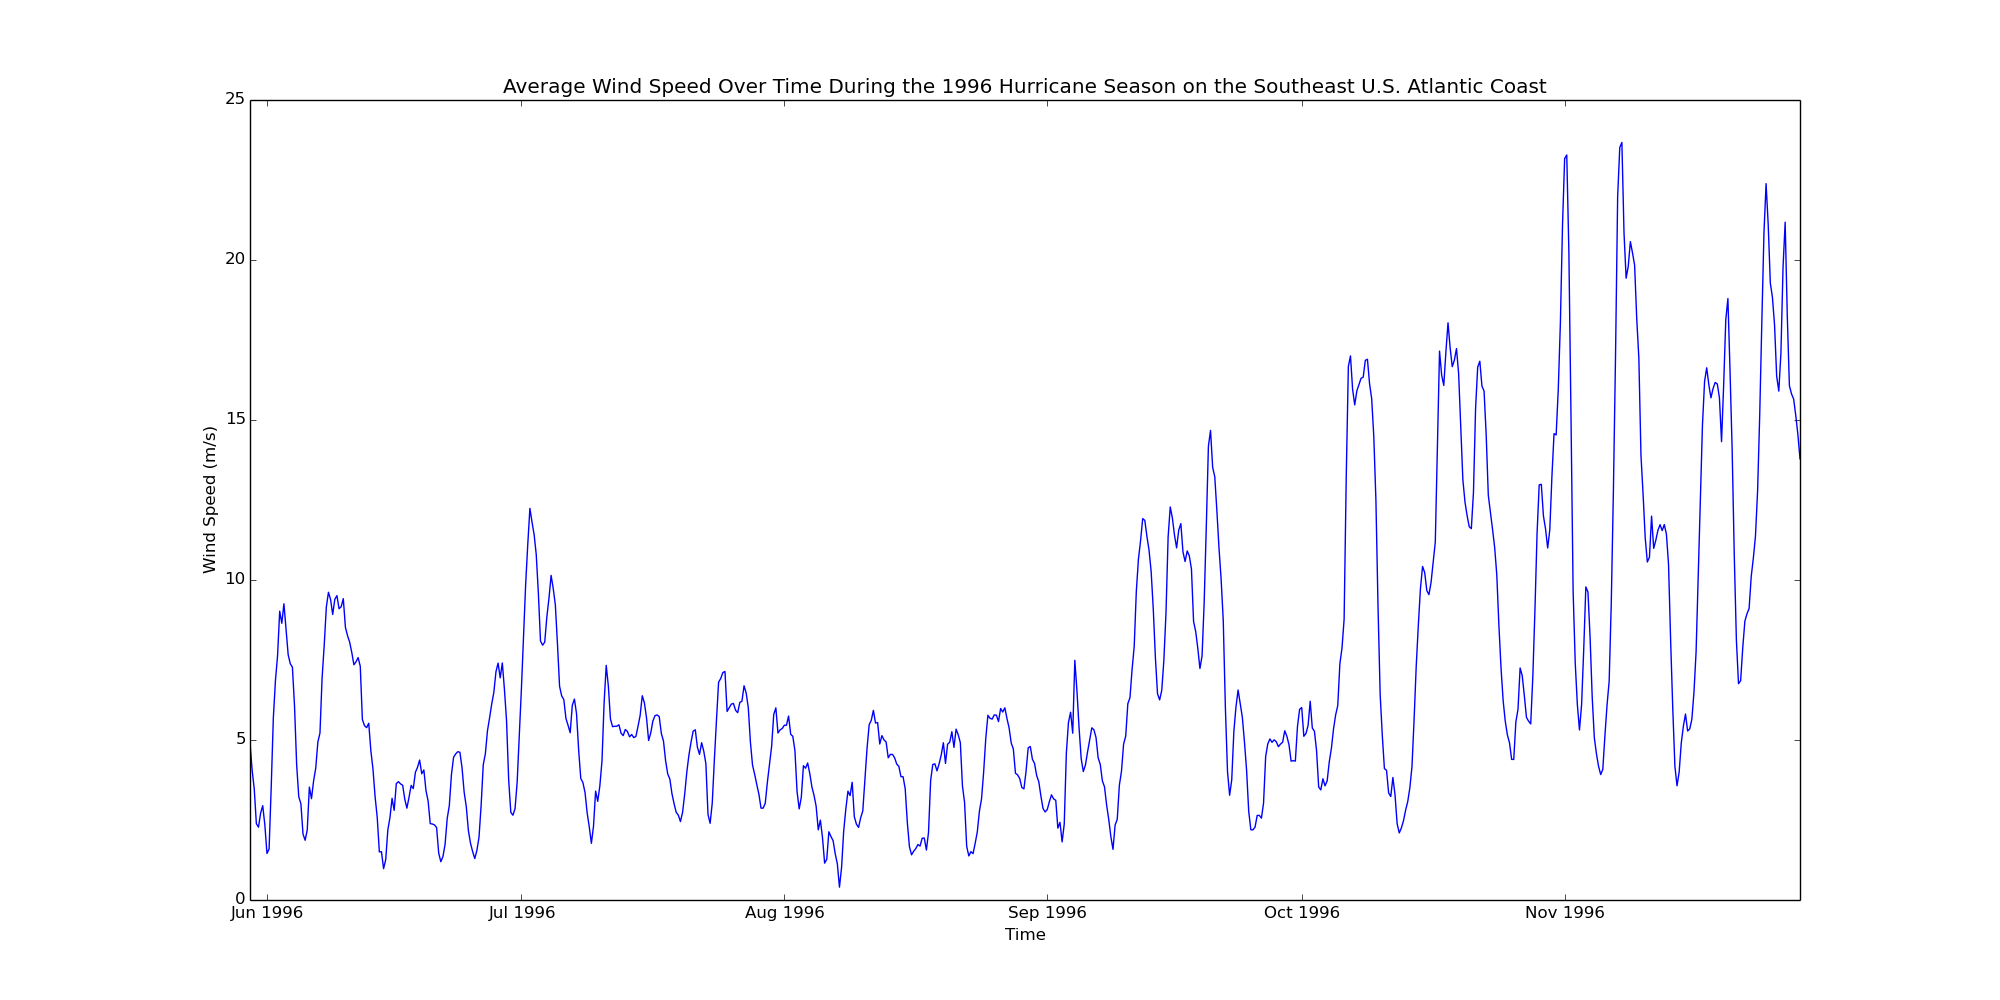 Average Wind Speed Over Time During the 1996 Hurricane Season on the Southeast U.S. Atlantic Coast
25
20
15
10
5
0
Wind Speed (m/s)
Jun 1996 Jul 1996 Aug 1996 Sep 1996 Oct 1996 Nov 1996
Time